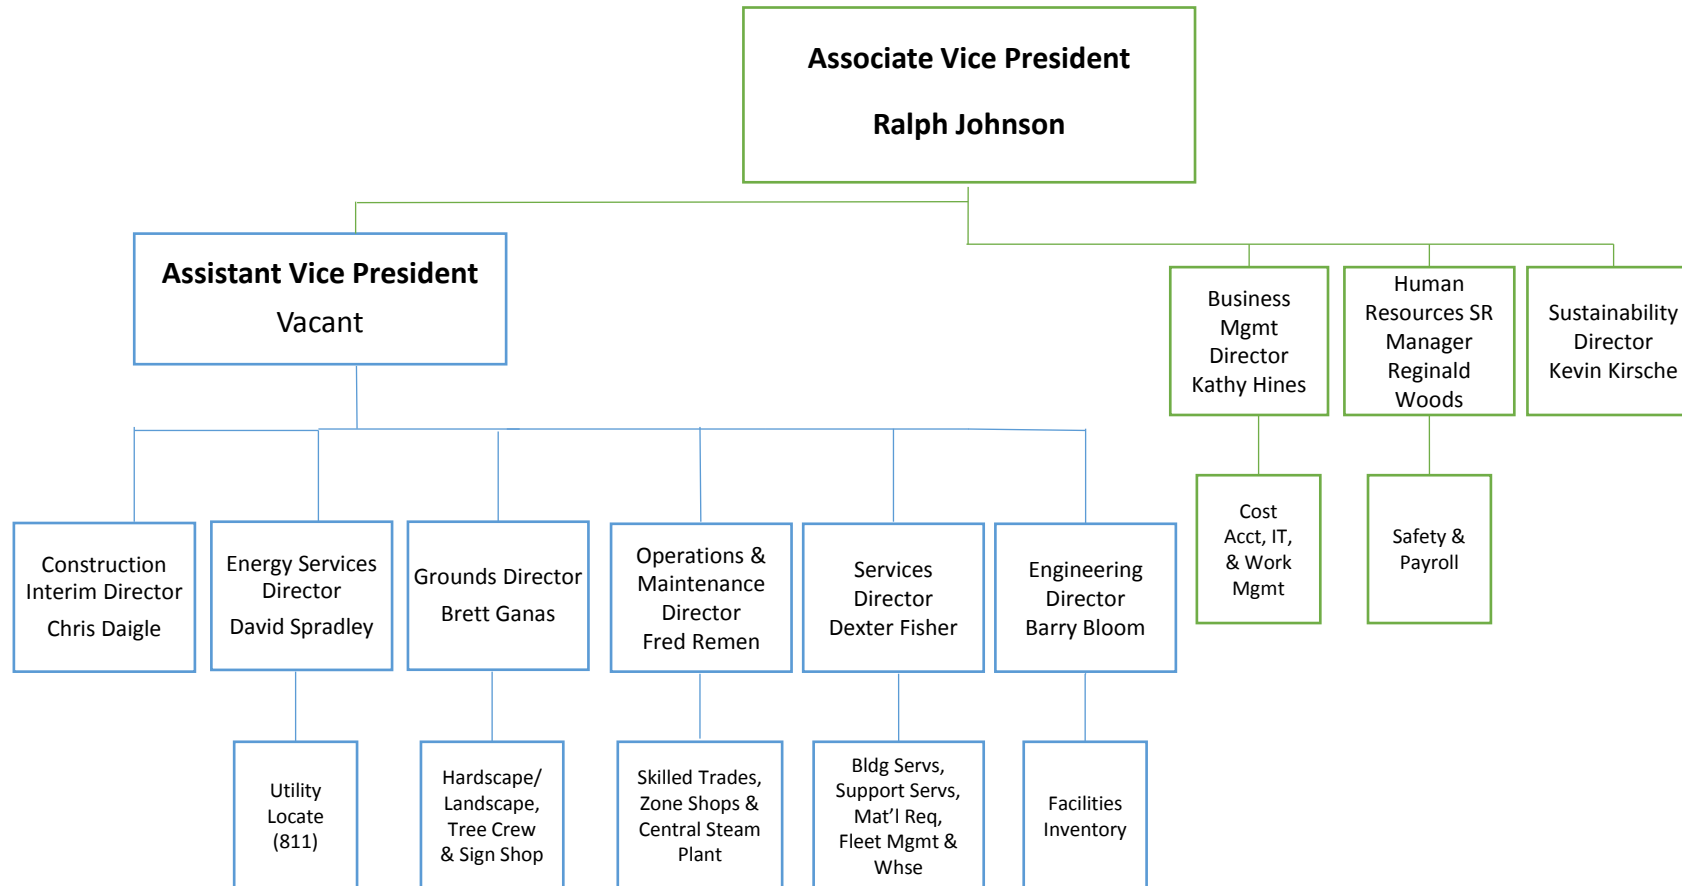 Associate Vice President
Ralph Johnson
Assistant Vice President
Vacant
Business
Mgmt
Director
Kathy Hines
Human
Resources SR
Manager
Reginald
Woods
Sustainability
Director
Kevin Kirsche
Cost
Acct, IT,
& Work
Mgmt
Safety &
Payroll
Construction
Interim Director
Chris Daigle
Energy Services
Director
David Spradley
Grounds Director
Brett Ganas
Operations &
Maintenance
Director
Fred Remen
Services
Director
Dexter Fisher
Engineering
Director
Barry Bloom
Utility
Locate
(811)
Hardscape/
Landscape,
Tree Crew
& Sign Shop
Skilled Trades,
Zone Shops &
Central Steam
Plant
Bldg Servs,
Support Servs,
Mat’l Req,
Fleet Mgmt &
Whse
Facilities
Inventory